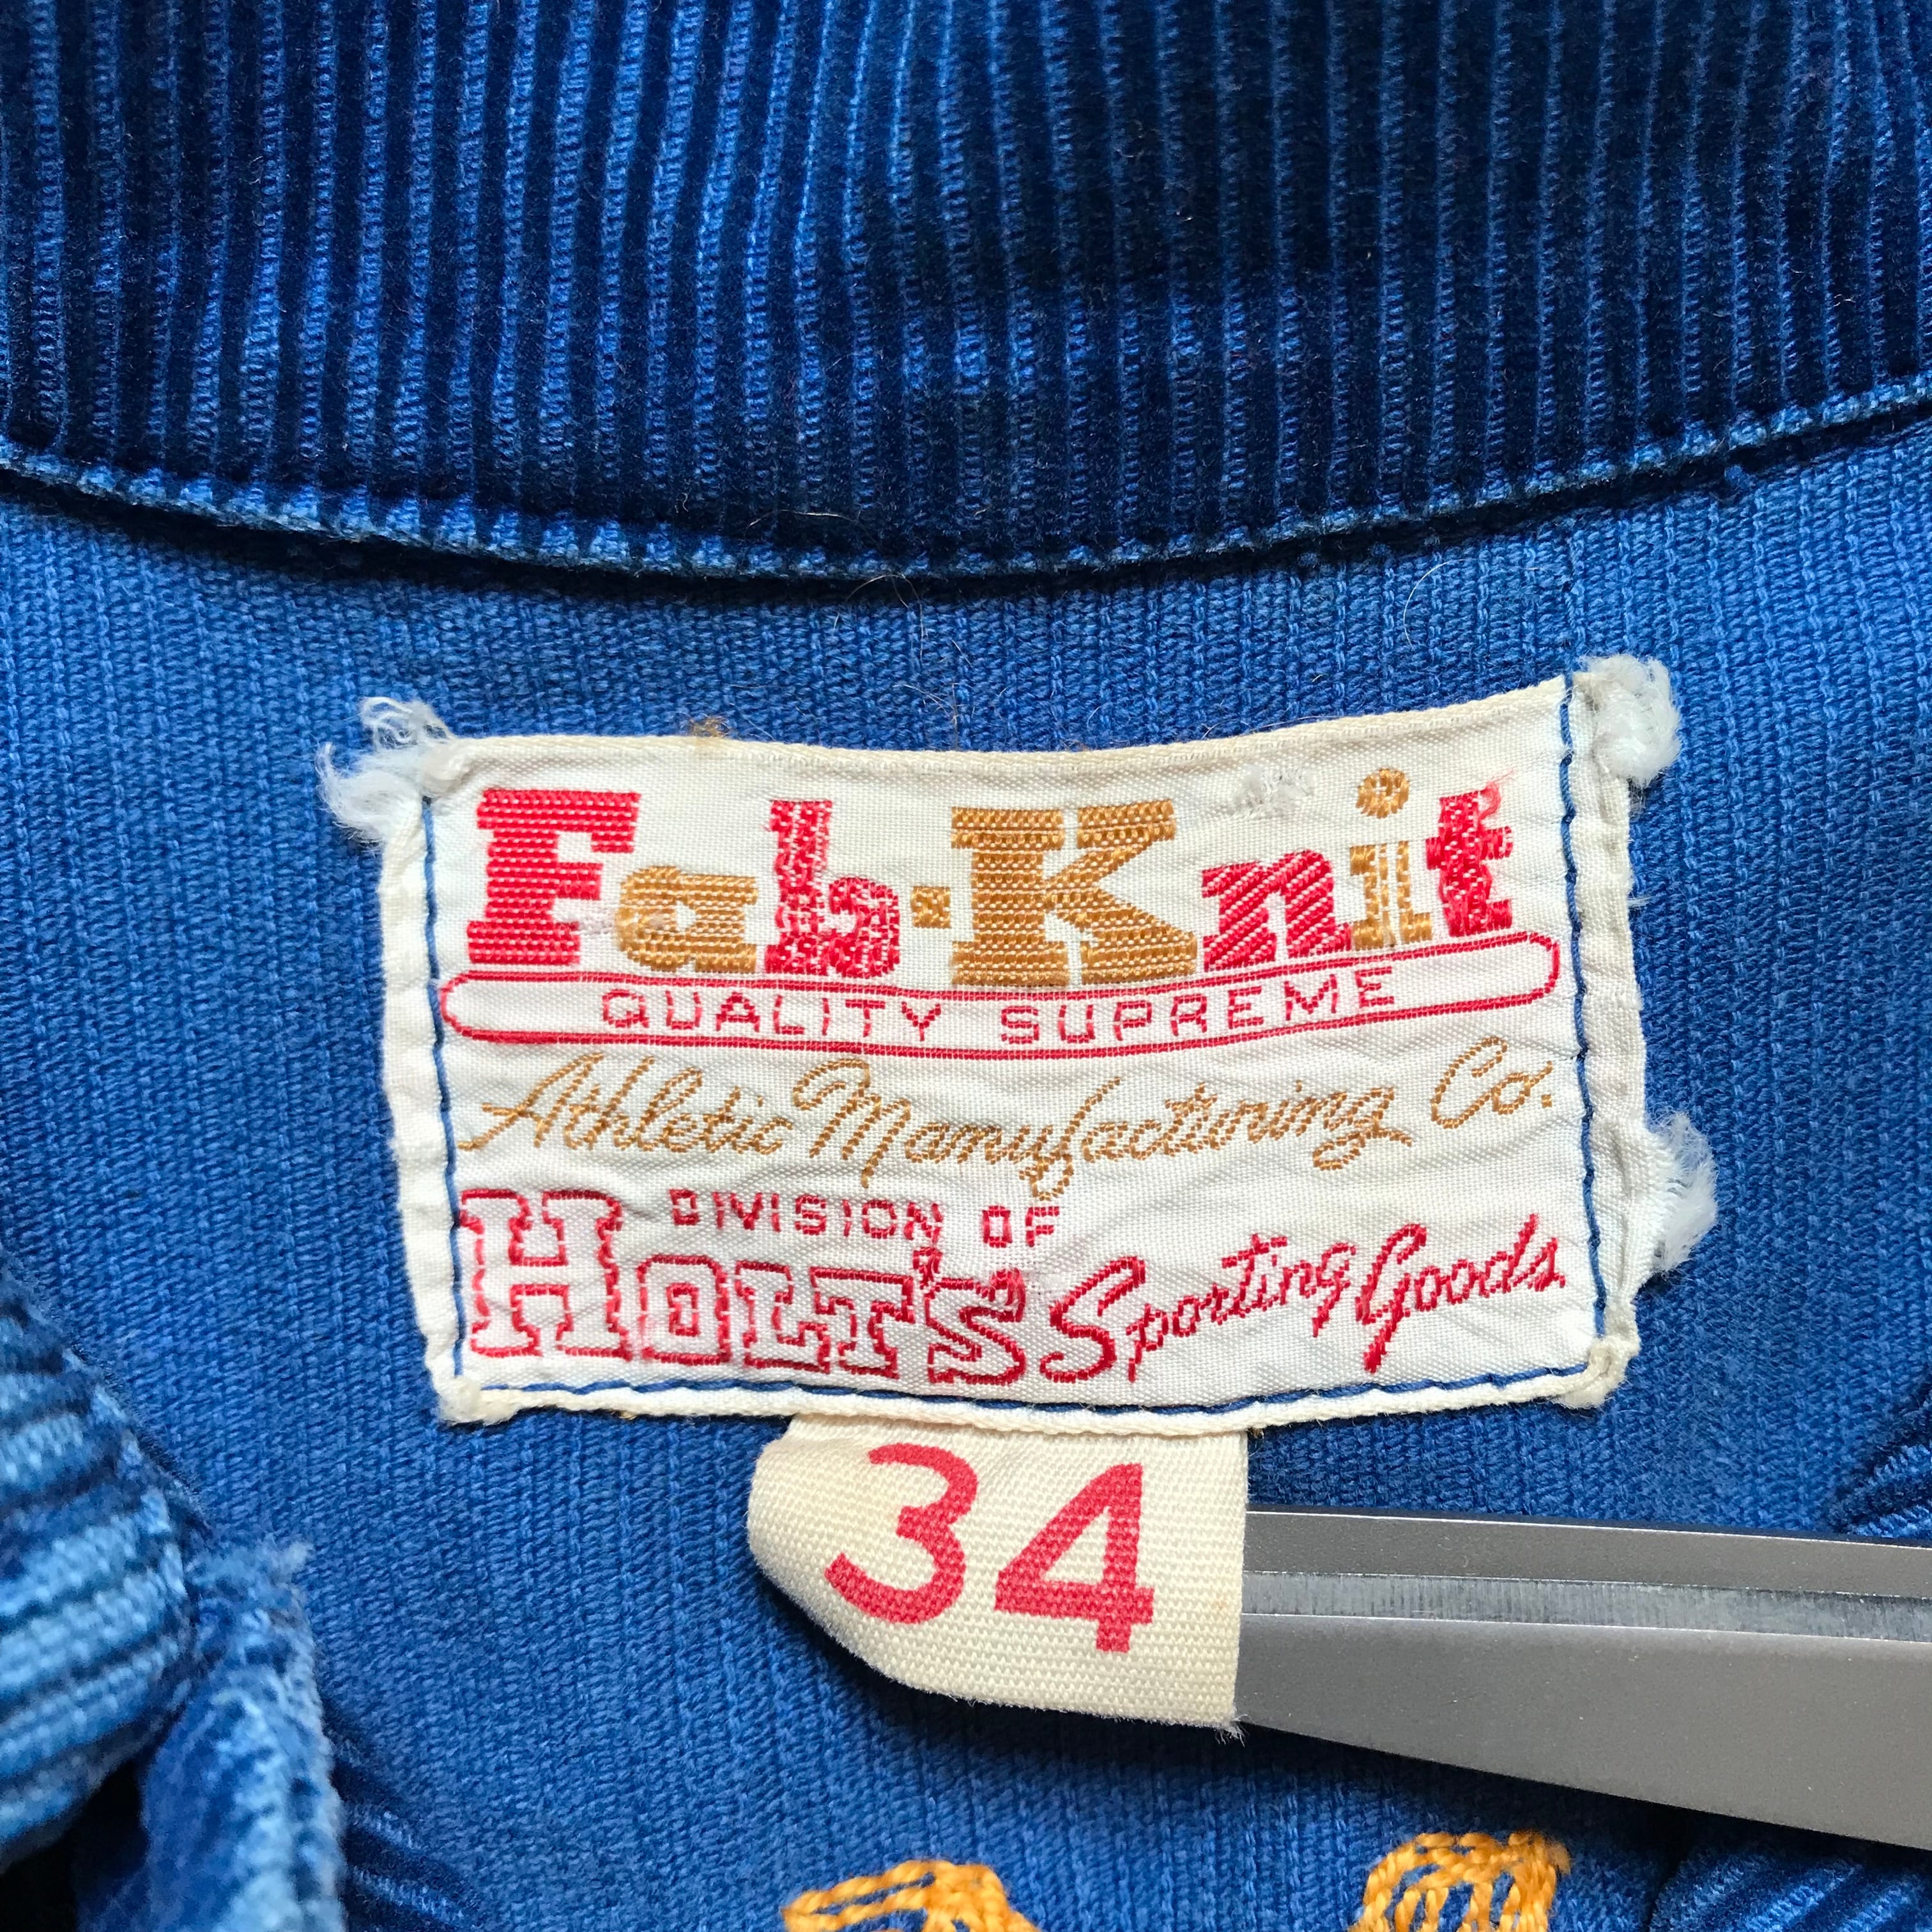 Fab-Knit
QUALITY SUPREME
Athletic Manufacturing Co.
DIVISION OF
HOLT'S Sporting Goods
34